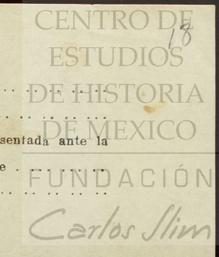 CENTRO DE
18
ESTUDIOS
DE HISTORIA
DE MEXICO
sentada ante la
e
FUNDACIÓN
Carlos Slim